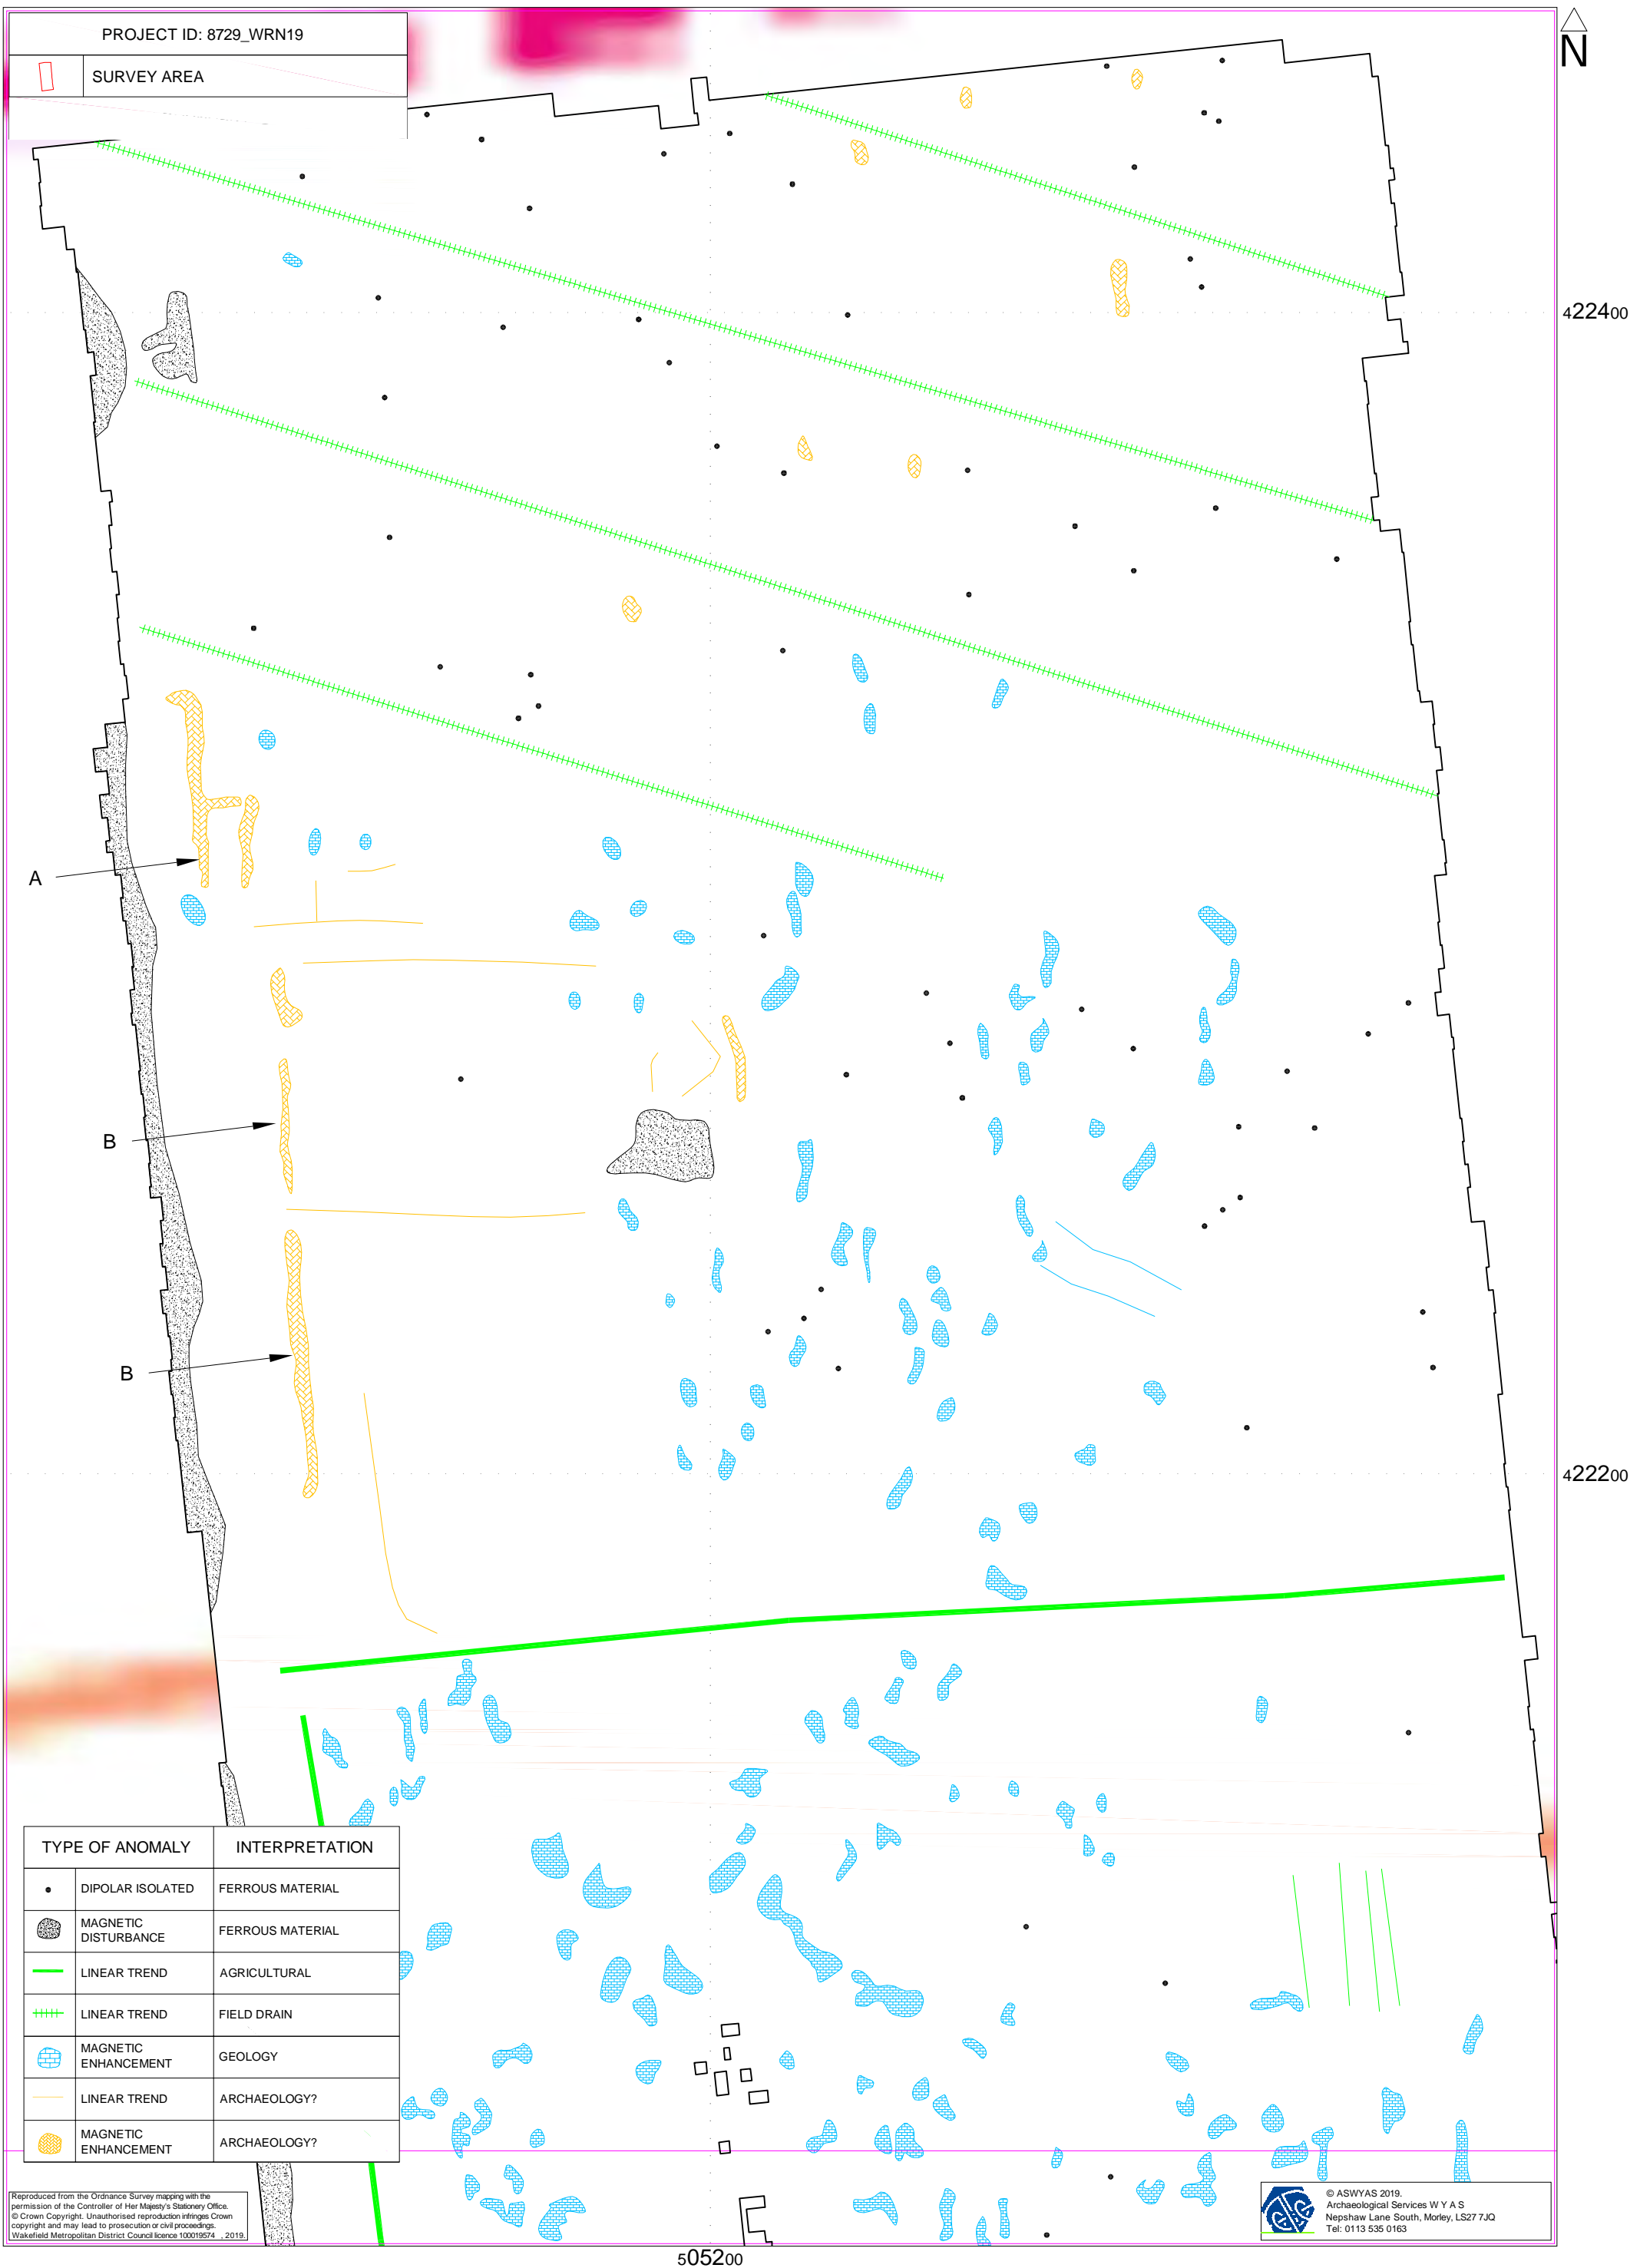 PROJECT ID: 8729_WRN19
SURVEY AREA
N
422400
A
B
B
422200
TYPE OF ANOMALY INTERPRETATION
DIPOLAR ISOLATED FERROUS MATERIAL
MAGNETIC DISTURBANCE FERROUS MATERIAL
LINEAR TREND AGRICULTURAL
LINEAR TREND FIELD DRAIN
MAGNETIC ENHANCEMENT GEOLOGY
LINEAR TREND ARCHAEOLOGY?
MAGNETIC ENHANCEMENT ARCHAEOLOGY?
Reproduced from the Ordnance Survey mapping with the
permission of the Controller of Her Majesty's Stationery Office.
© Crown Copyright. Unauthorised reproduction infringes Crown
copyright and may lead to prosecution or civil proceedings.
Wakefield Metropolitan District Council licence 100019574 , 2019.
© ASWYAS 2019.
Archaeological Services W Y A S
Nepshaw Lane South, Morley, LS27 7JQ
Tel: 0113 535 0163
505200